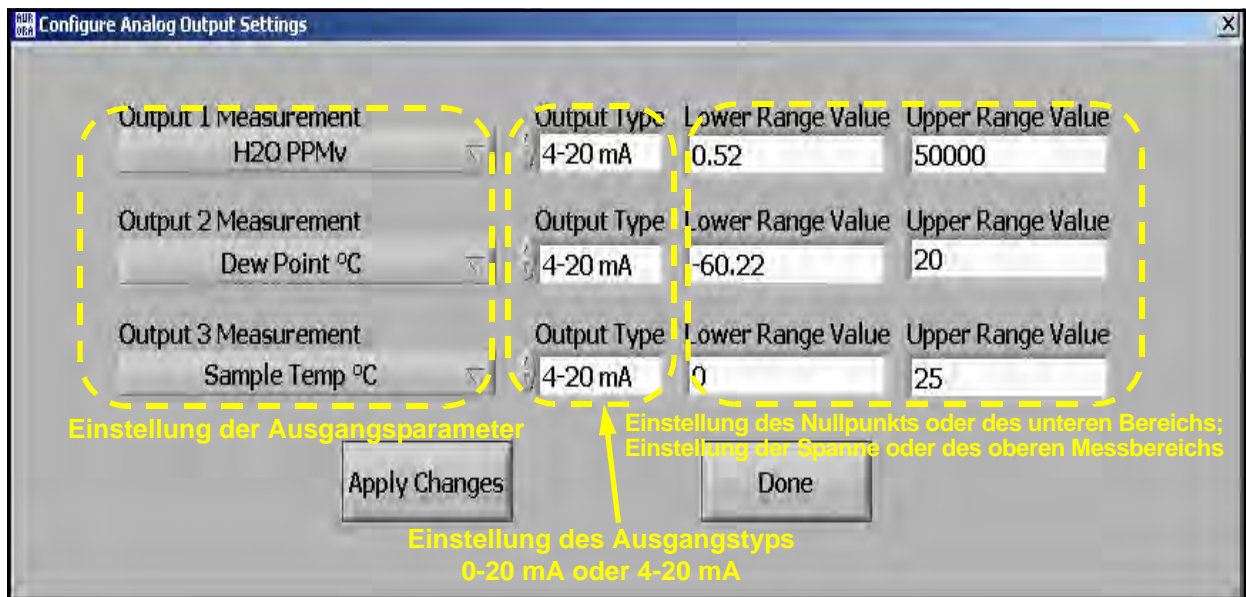 AUR
ORA
Configure Analog Output Settings
X
Output 1 Measurement
Output Type
Lower Range Value
Upper Range Value
H2O PPMv
4-20 mA
0.52
50000
Output 2 Measurement
Output Type
Lower Range Value
Upper Range Value
Dew Point ºC
4-20 mA
-60.22
20
Output 3 Measurement
Output Type
Lower Range Value
Upper Range Value
Sample Temp ºC
4-20 mA
0
25
Einstellung der Ausgangsparameter
Einstellung des Nullpunkts oder des unteren Bereichs;
Einstellung der Spanne oder des oberen Messbereichs
Apply Changes
Done
Einstellung des Ausgangstyps
0-20 mA oder 4-20 mA